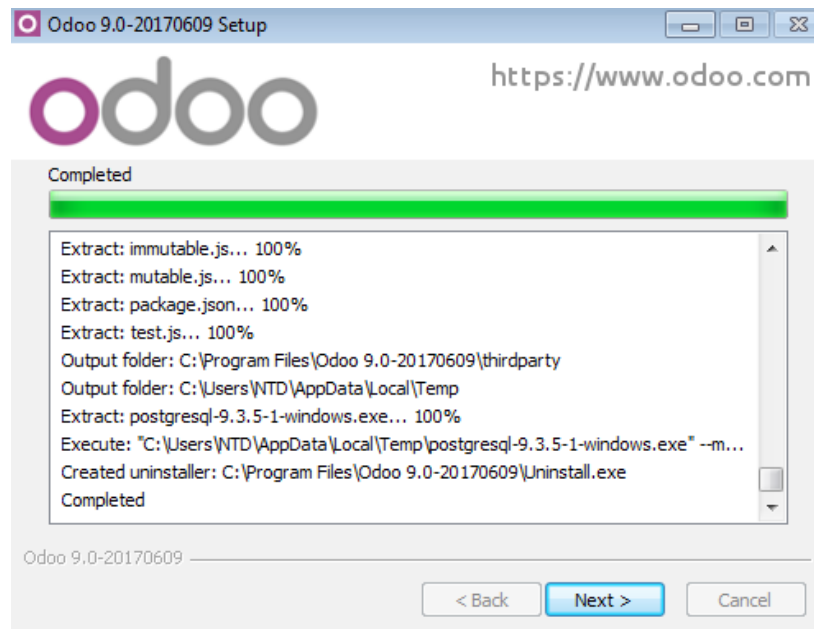 Odoo 9.0-20170609 Setup
odoo
https://www.odoo.com
Completed
Extract: immutable.js... 100%
Extract: mutable.js... 100%
Extract: package.json... 100%
Extract: test.js... 100%
Output folder: C:\Program Files\Odoo 9.0-20170609\thirdparty
Output folder: C:\Users\NTD\AppData\Local\Temp
Extract: postgresql-9.3.5-1-windows.exe... 100%
Execute: "C:\Users\NTD\AppData\Local\Temp\postgresql-9.3.5-1-windows.exe" --m...
Created uninstaller: C:\Program Files\Odoo 9.0-20170609\Uninstall.exe
Completed
Odoo 9.0-20170609
< Back
Next >
Cancel